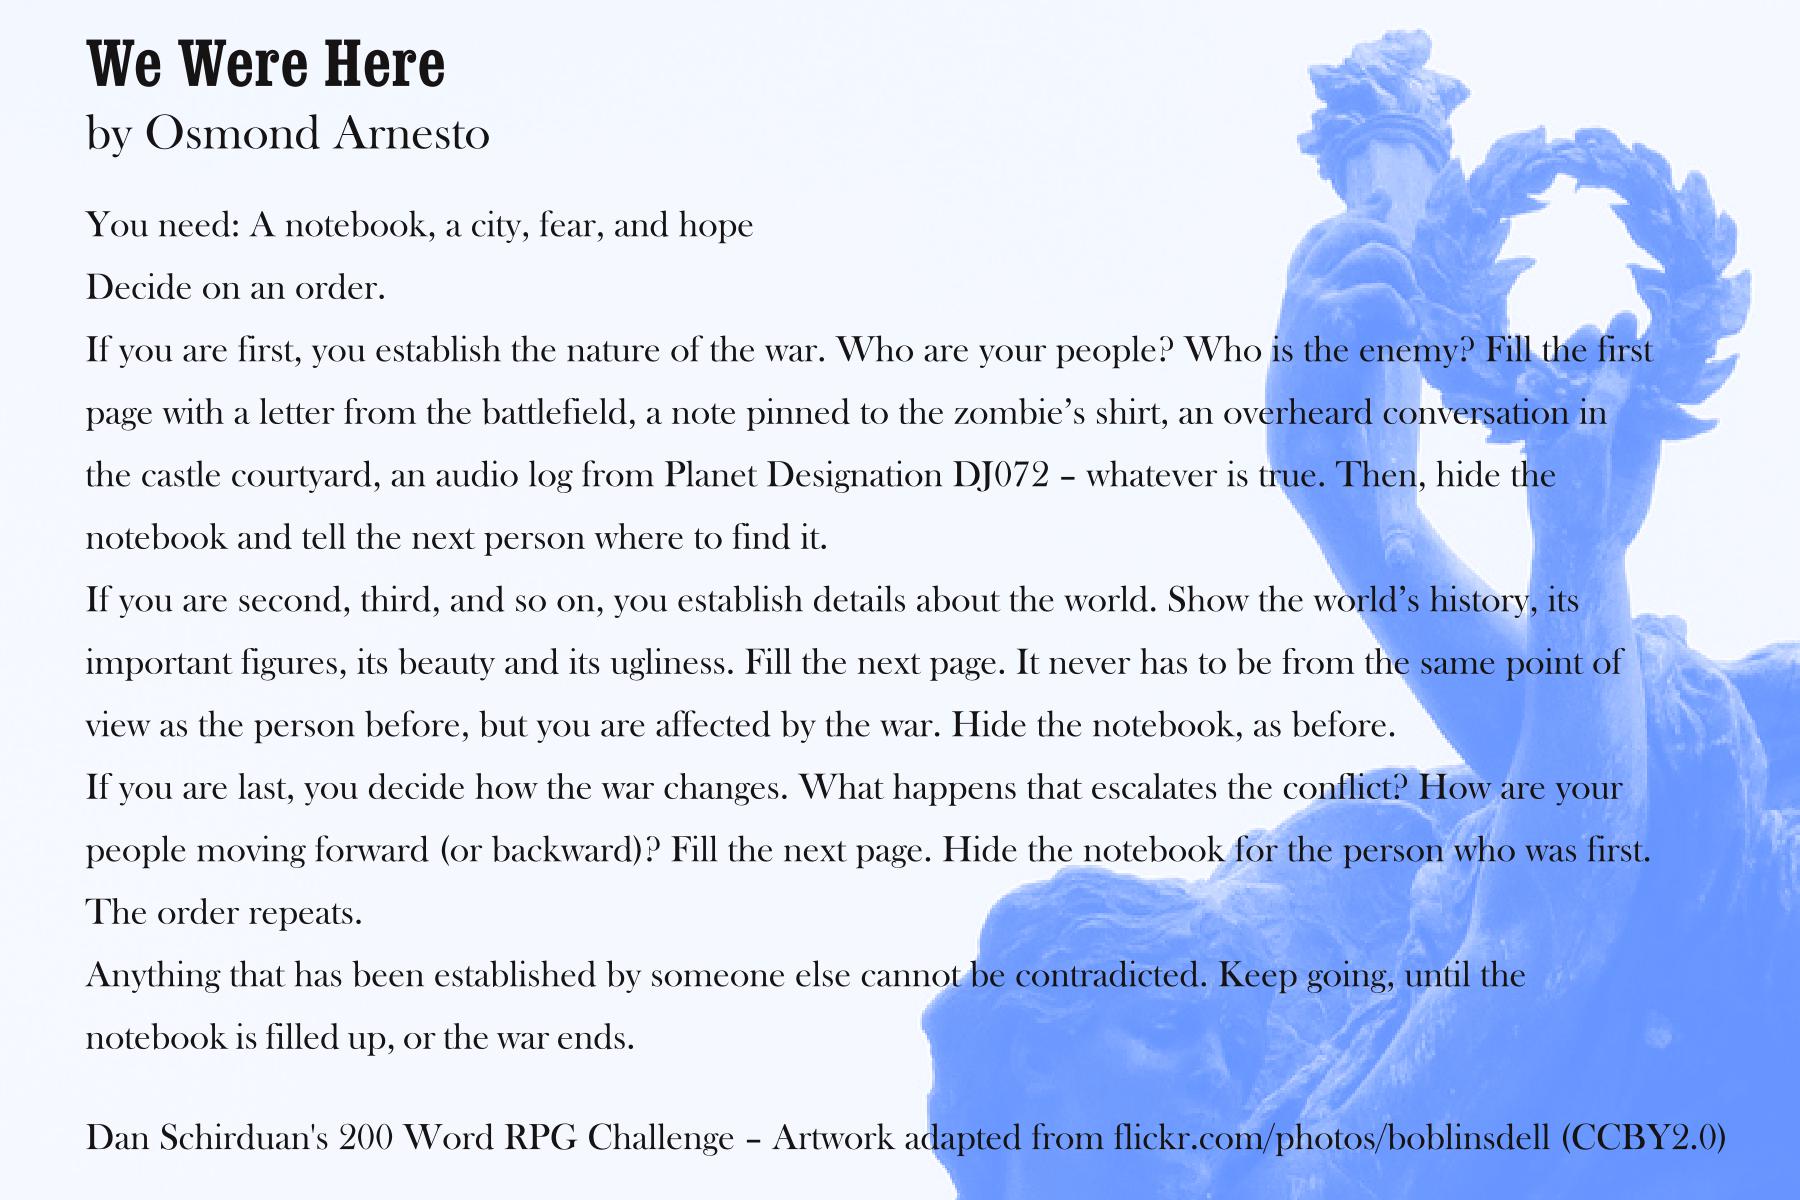 We Were Here
by Osmond Arnesto
You need: A notebook, a city, fear, and hope
Decide on an order.
If you are first, you establish the nature of the war. Who are your people? Who is the enemy? Fill the first
page with a letter from the battlefield, a note pinned to the zombie’s shirt, an overheard conversation in
the castle courtyard, an audio log from Planet Designation DJ072 – whatever is true. Then, hide the
notebook and tell the next person where to find it.
If you are second, third, and so on, you establish details about the world. Show the world’s history, its
important figures, its beauty and its ugliness. Fill the next page. It never has to be from the same point of
view as the person before, but you are affected by the war. Hide the notebook, as before.
If you are last, you decide how the war changes. What happens that escalates the conflict? How are your
people moving forward (or backward)? Fill the next page. Hide the notebook for the person who was first.
The order repeats.
Anything that has been established by someone else cannot be contradicted. Keep going, until the
notebook is filled up, or the war ends.
Dan Schirduan's 200 Word RPG Challenge – Artwork adapted from flickr.com/photos/boblinsdell (CCBY2.0)